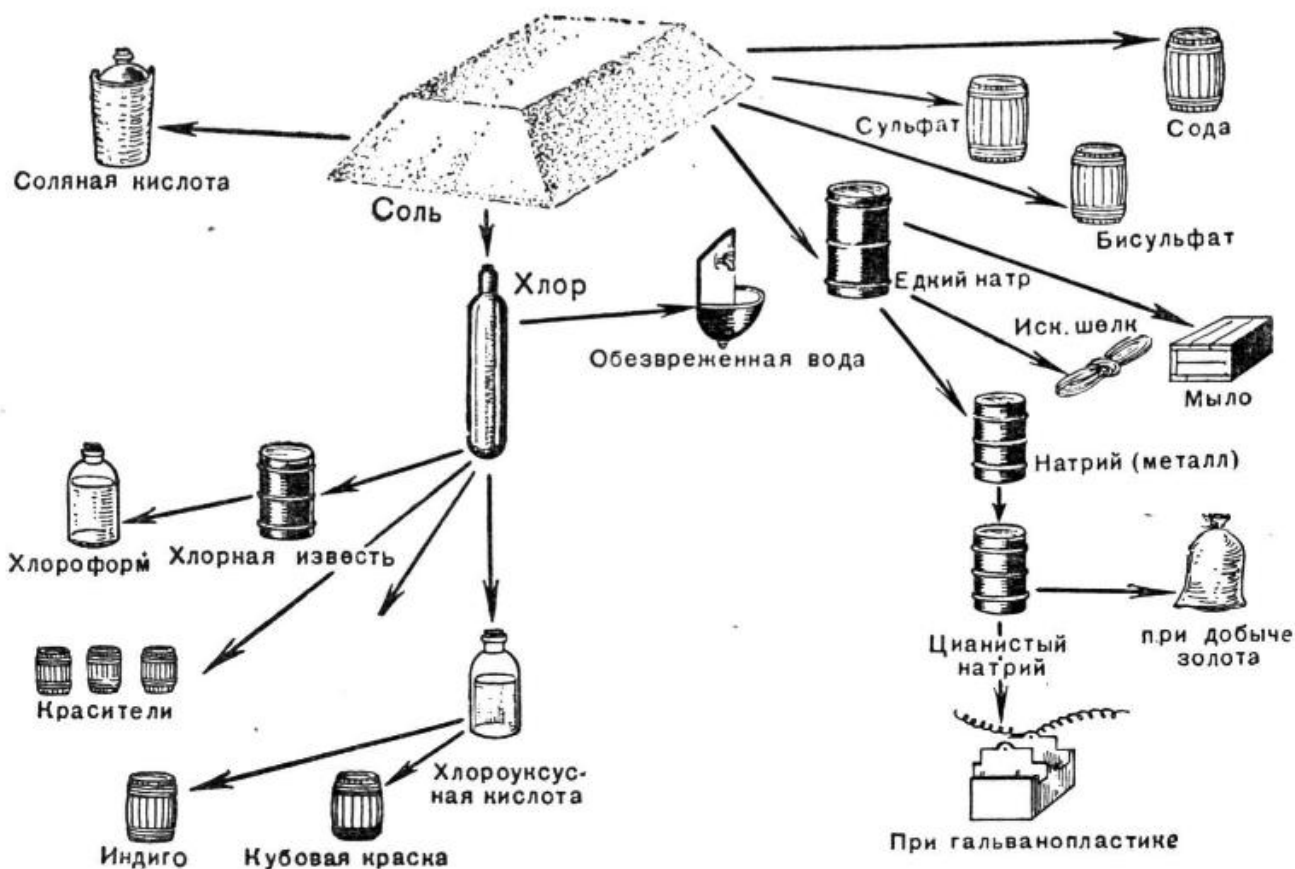 Сода
Сульфат
Соляная кислота
Соль
Бисульфат
Хлор
Едкий натр
Иск. шелк
Обезвреженная вода
Мыло
Натрий (металл)
Хлороформ
Хлорная известь
Цианистый
натрий
при добыче
золота
Красители
Хлороуксус-
ная кислота
Индиго
Кубовая краска
При гальванопластике